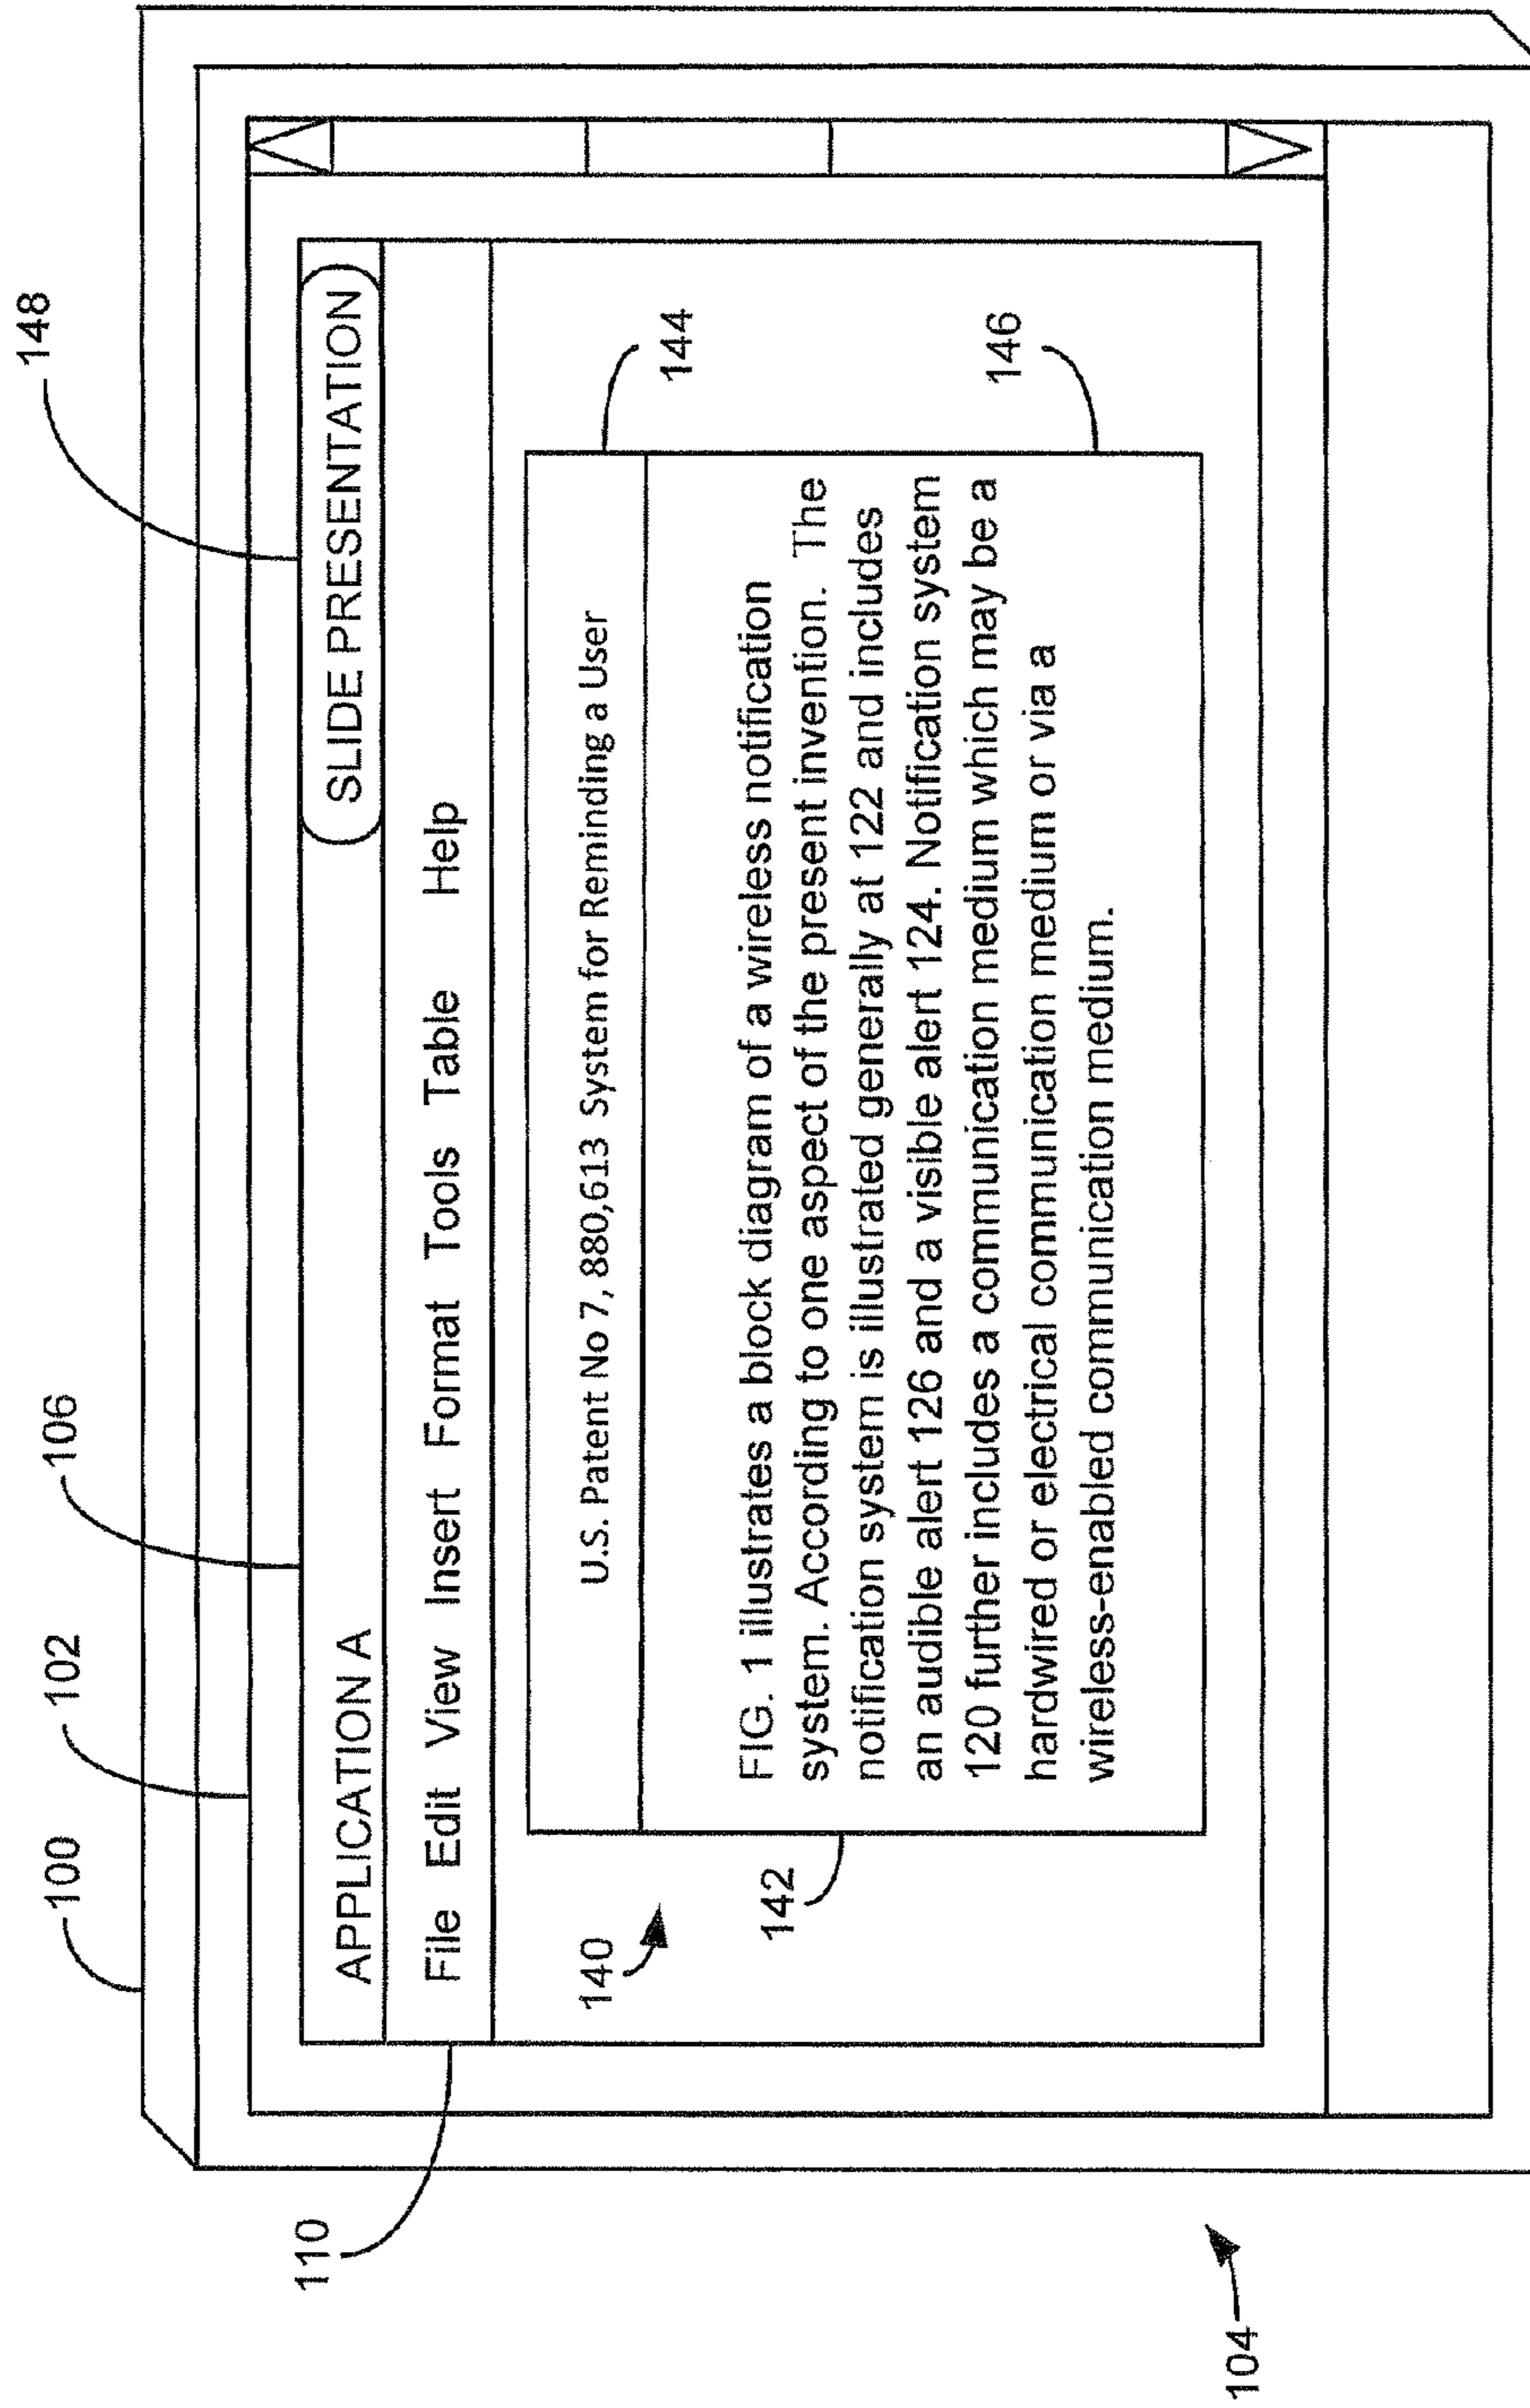 100
102
106
148
APPLICATION A
SLIDE PRESENTATION
110
File Edit View Insert Format Tools Table Help
140
U.S. Patent No 7, 880,613 System for Reminding a User
144
142
FIG. 1 illustrates a block diagram of a wireless notification
system. According to one aspect of the present invention. The
notification system is illustrated generally at 122 and includes
an audible alert 126 and a visible alert 124. Notification system
120 further includes a communication medium which may be a
hardwired or electrical communication medium or via a
wireless-enabled communication medium.
146
104